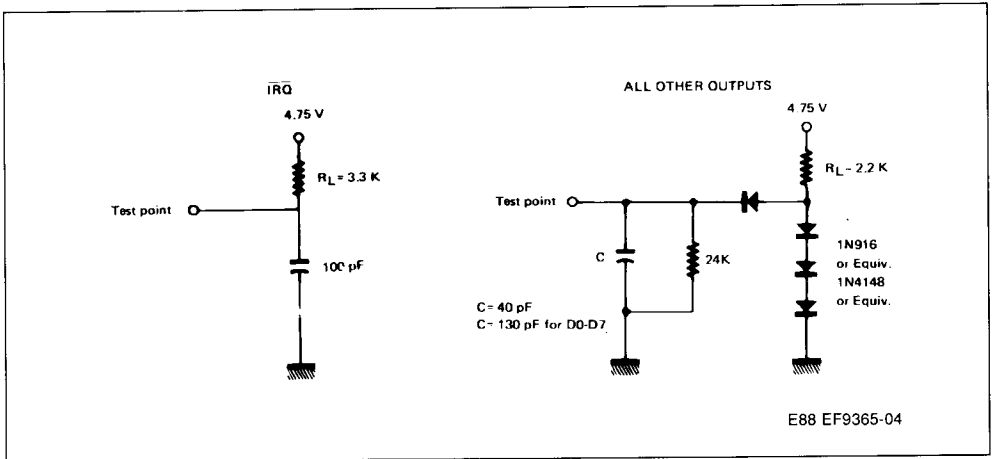 IRQ
4.75 V
RL = 3.3 K
Test point
100 pF
ALL OTHER OUTPUTS
4.75 V
RL - 2.2 K
Test point
C
24K
1N916
or Equiv.
1N4148
or Equiv.
C= 40 pF
C= 130 pF for D0-D7
E88 EF9365-04